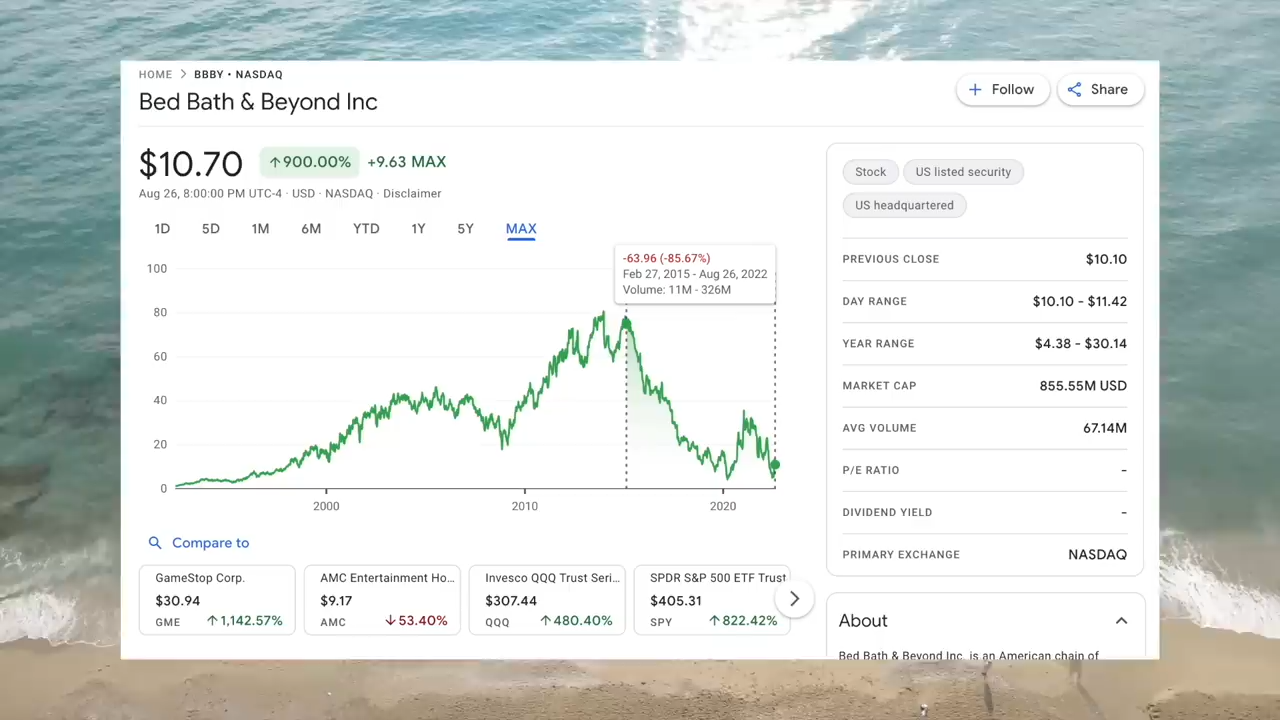 HOME > BBBY • NASDAQ
Bed Bath & Beyond Inc
+ Follow
Share
$10.70 ↑900.00% +9.63 MAX
Aug 26, 8:00:00 PM UTC-4 · USD · NASDAQ · Disclaimer
1D 5D 1M 6M YTD 1Y 5Y MAX
-63.96 (-85.67%)
Feb 27, 2015 - Aug 26, 2022
Volume: 11M - 326M
100
80
60
40
20
0
2000 2010 2020
Compare to
GameStop Corp.
$30.94
GME ↑1,142.57%
AMC Entertainment Ho...
$9.17
AMC ↓53.40%
Invesco QQQ Trust Seri...
$307.44
QQQ ↑480.40%
SPDR S&P 500 ETF Trust
$405.31
SPY ↑822.42%
Stock
US listed security
US headquartered
PREVIOUS CLOSE $10.10
DAY RANGE $10.10 - $11.42
YEAR RANGE $4.38 - $30.14
MARKET CAP 855.55M USD
AVG VOLUME 67.14M
P/E RATIO -
DIVIDEND YIELD -
PRIMARY EXCHANGE NASDAQ
About
Bed Bath & Beyond Inc. is an American chain of